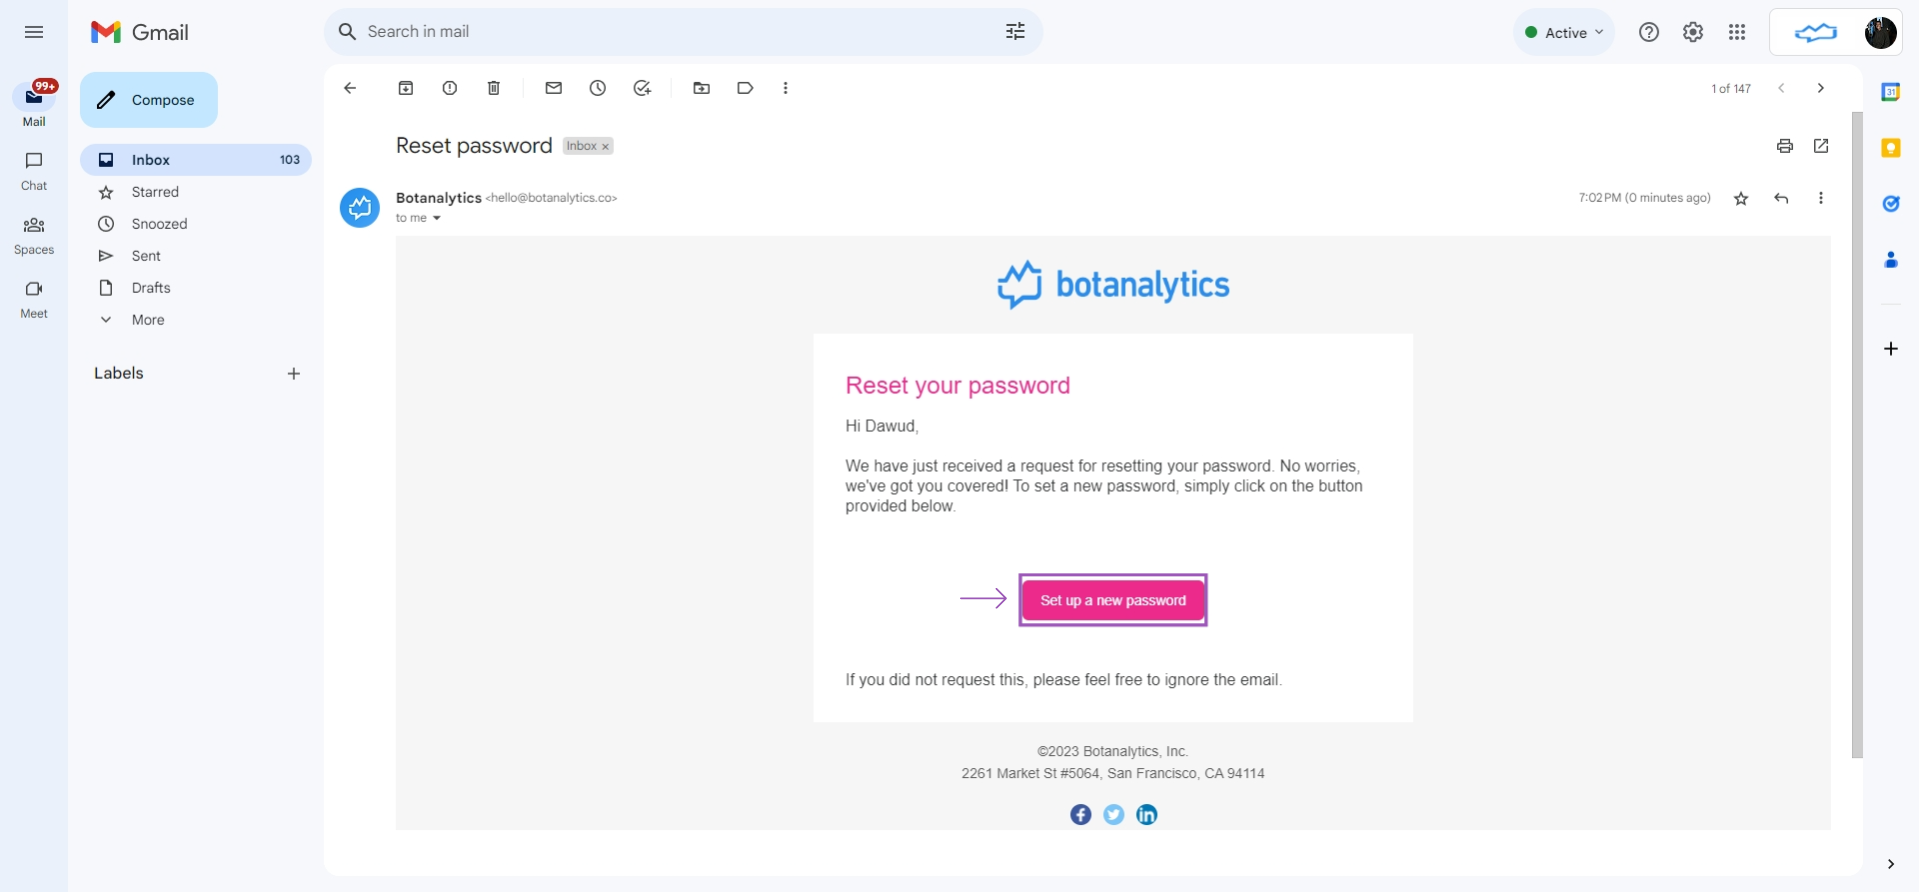 Gmail
Search in mail
Active
99+
Mail
Chat
Spaces
Meet
Compose
Inbox 103
Starred
Snoozed
Sent
Drafts
More
Labels
1 of 147
Reset password Inbox x
Botanalytics <hello@botanalytics.co>
to me
7:02 PM (0 minutes ago)
31
botanalytics
Reset your password
Hi Dawud,
We have just received a request for resetting your password. No worries,
we've got you covered! To set a new password, simply click on the button
provided below.
Set up a new password
If you did not request this, please feel free to ignore the email.
©2023 Botanalytics, Inc.
2261 Market St #5064, San Francisco, CA 94114